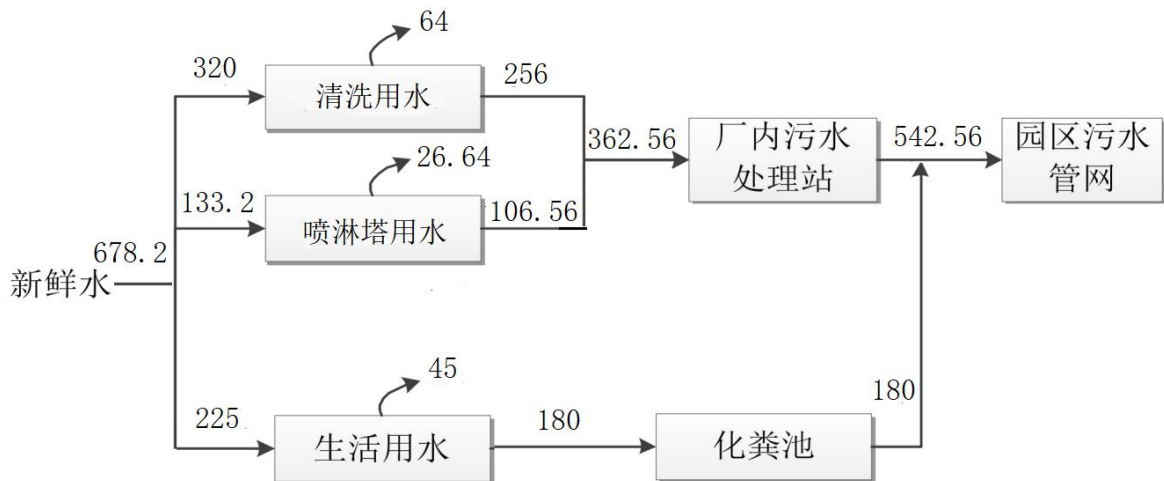 64
320
清洗用水
256
362.56
厂内污水
处理站
542.56
园区污水
管网
26.64
133.2
喷淋塔用水
106.56
678.2
新鲜水
45
225
生活用水
180
化粪池
180